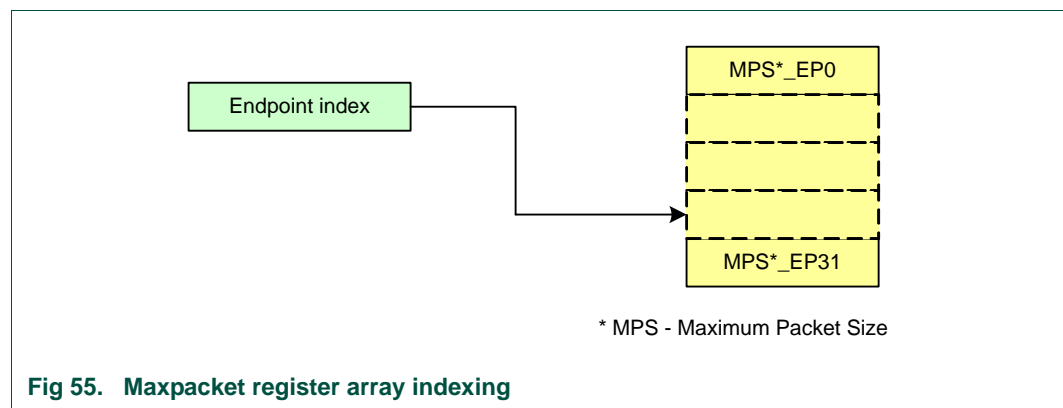 MPS*_EP0
Endpoint index
MPS*_EP31
* MPS - Maximum Packet Size
Fig 55. Maxpacket register array indexing